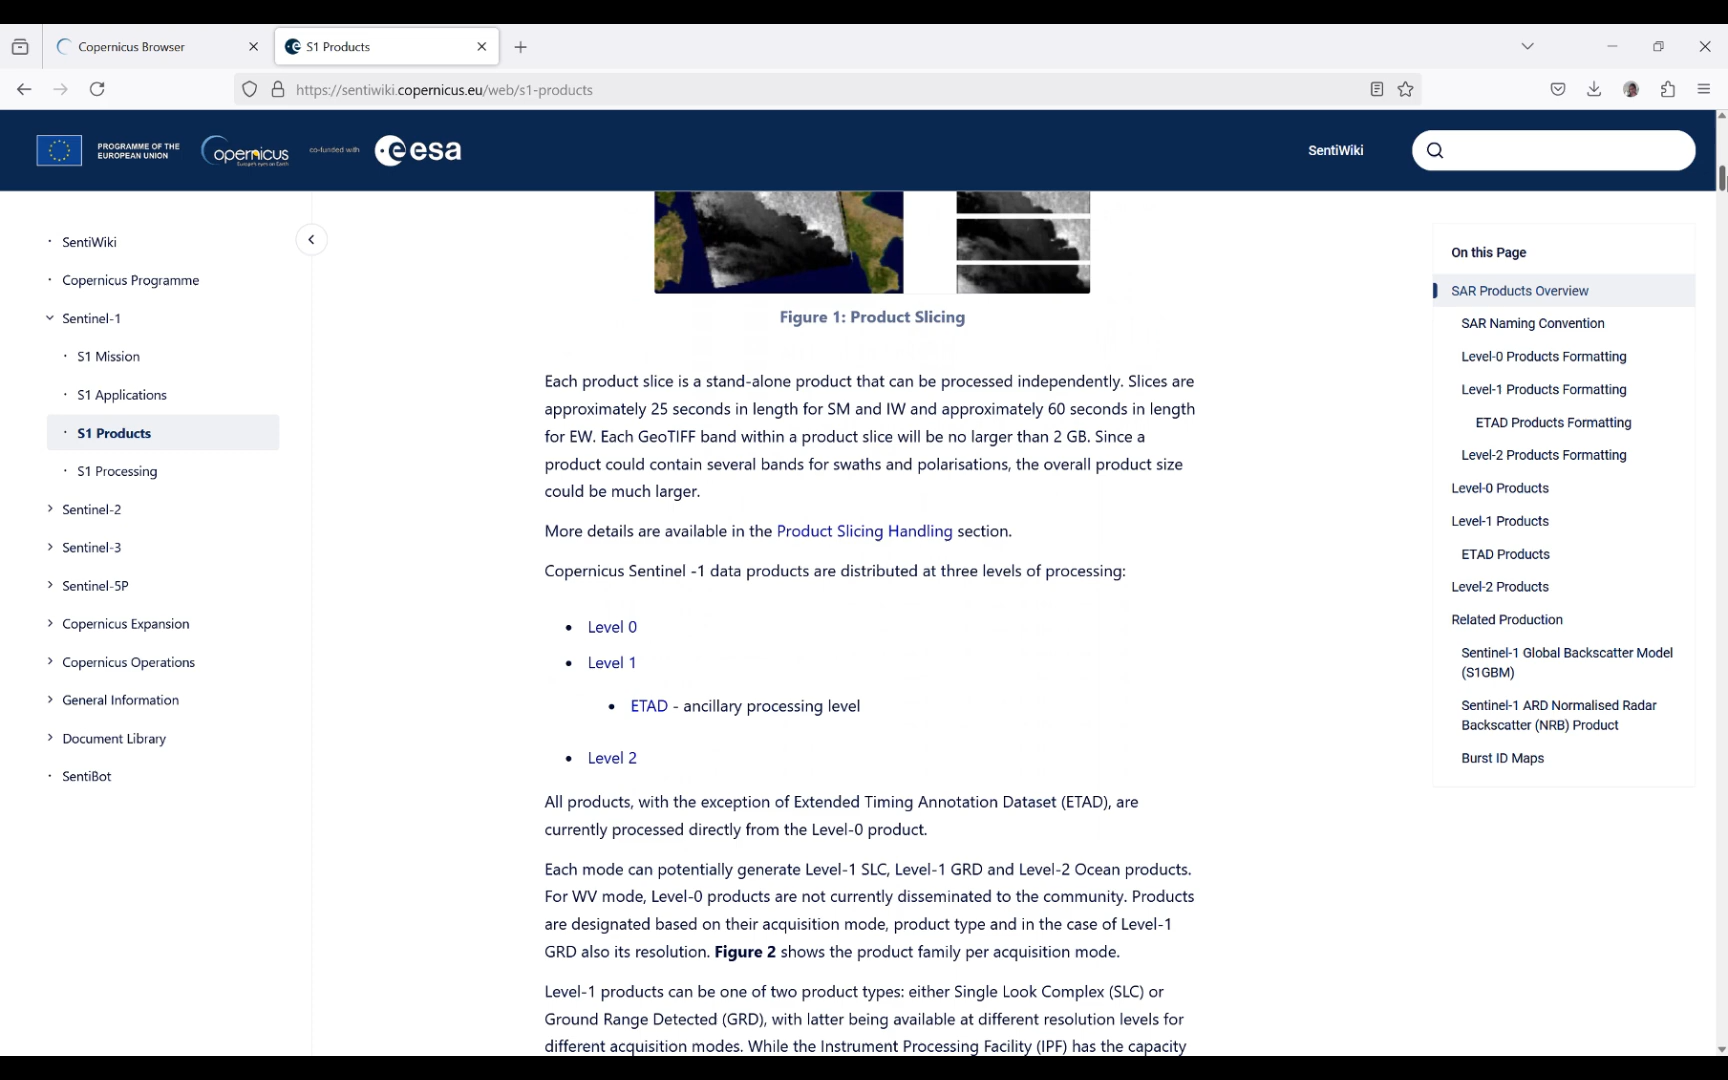 Copernicus Browser
S1 Products
https://sentiwiki.copernicus.eu/web/s1-products
PROGRAMME OF THE
EUROPEAN UNION
opernicus
Europe's eyes on Earth
co-funded with
esa
SentiWiki
SentiWiki
Copernicus Programme
Sentinel-1
S1 Mission
S1 Applications
S1 Products
S1 Processing
Sentinel-2
Sentinel-3
Sentinel-5P
Copernicus Expansion
Copernicus Operations
General Information
Document Library
SentiBot
Figure 1: Product Slicing
Each product slice is a stand-alone product that can be processed independently. Slices are
approximately 25 seconds in length for SM and IW and approximately 60 seconds in length
for EW. Each GeoTIFF band within a product slice will be no larger than 2 GB. Since a
product could contain several bands for swaths and polarisations, the overall product size
could be much larger.
More details are available in the Product Slicing Handling section.
Copernicus Sentinel -1 data products are distributed at three levels of processing:
• Level 0
• Level 1
• ETAD - ancillary processing level
• Level 2
All products, with the exception of Extended Timing Annotation Dataset (ETAD), are
currently processed directly from the Level-0 product.
Each mode can potentially generate Level-1 SLC, Level-1 GRD and Level-2 Ocean products.
For WV mode, Level-0 products are not currently disseminated to the community. Products
are designated based on their acquisition mode, product type and in the case of Level-1
GRD also its resolution. Figure 2 shows the product family per acquisition mode.
Level-1 products can be one of two product types: either Single Look Complex (SLC) or
Ground Range Detected (GRD), with latter being available at different resolution levels for
different acquisition modes. While the Instrument Processing Facility (IPF) has the capacity
On this Page
SAR Products Overview
SAR Naming Convention
Level-0 Products Formatting
Level-1 Products Formatting
ETAD Products Formatting
Level-2 Products Formatting
Level-0 Products
Level-1 Products
ETAD Products
Level-2 Products
Related Production
Sentinel-1 Global Backscatter Model
(S1GBM)
Sentinel-1 ARD Normalised Radar
Backscatter (NRB) Product
Burst ID Maps